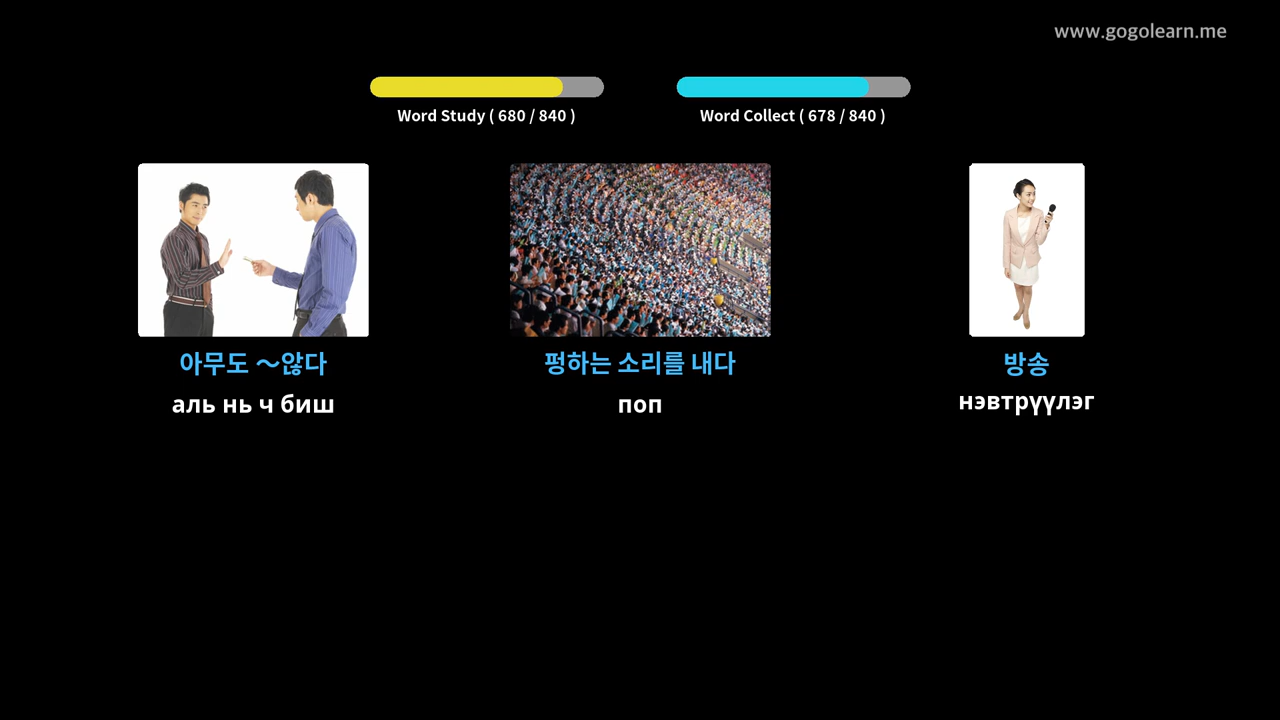 www.gogolearn.me
Word Study ( 680 / 840 )
Word Collect ( 678 / 840 )
아무도 ～않다
펑하는 소리를 내다
방송
аль нь ч биш
поп
нэвтрүүлэг